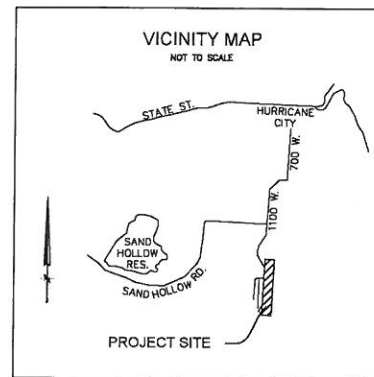 VICINITY MAP
NOT TO SCALE
STATE ST.
HURRICANE
CITY
700 W.
1100 W.
SAND
HOLLOW
RES.
SAND HOLLOW RD.
PROJECT SITE